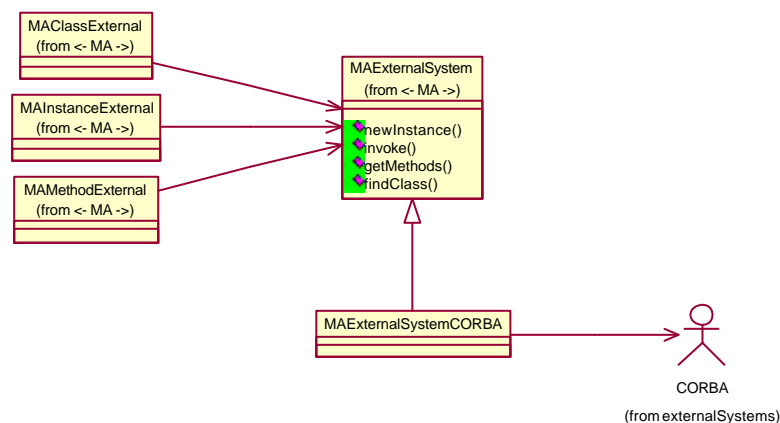 MAClassExternal
(from <- MA ->)
MAExternalSystem
(from <- MA ->)
newInstance()
invoke()
getMethods()
findClass()
MAInstanceExternal
(from <- MA ->)
MAMethodExternal
(from <- MA ->)
MAExternalSystemCORBA
CORBA
(from externalSystems)